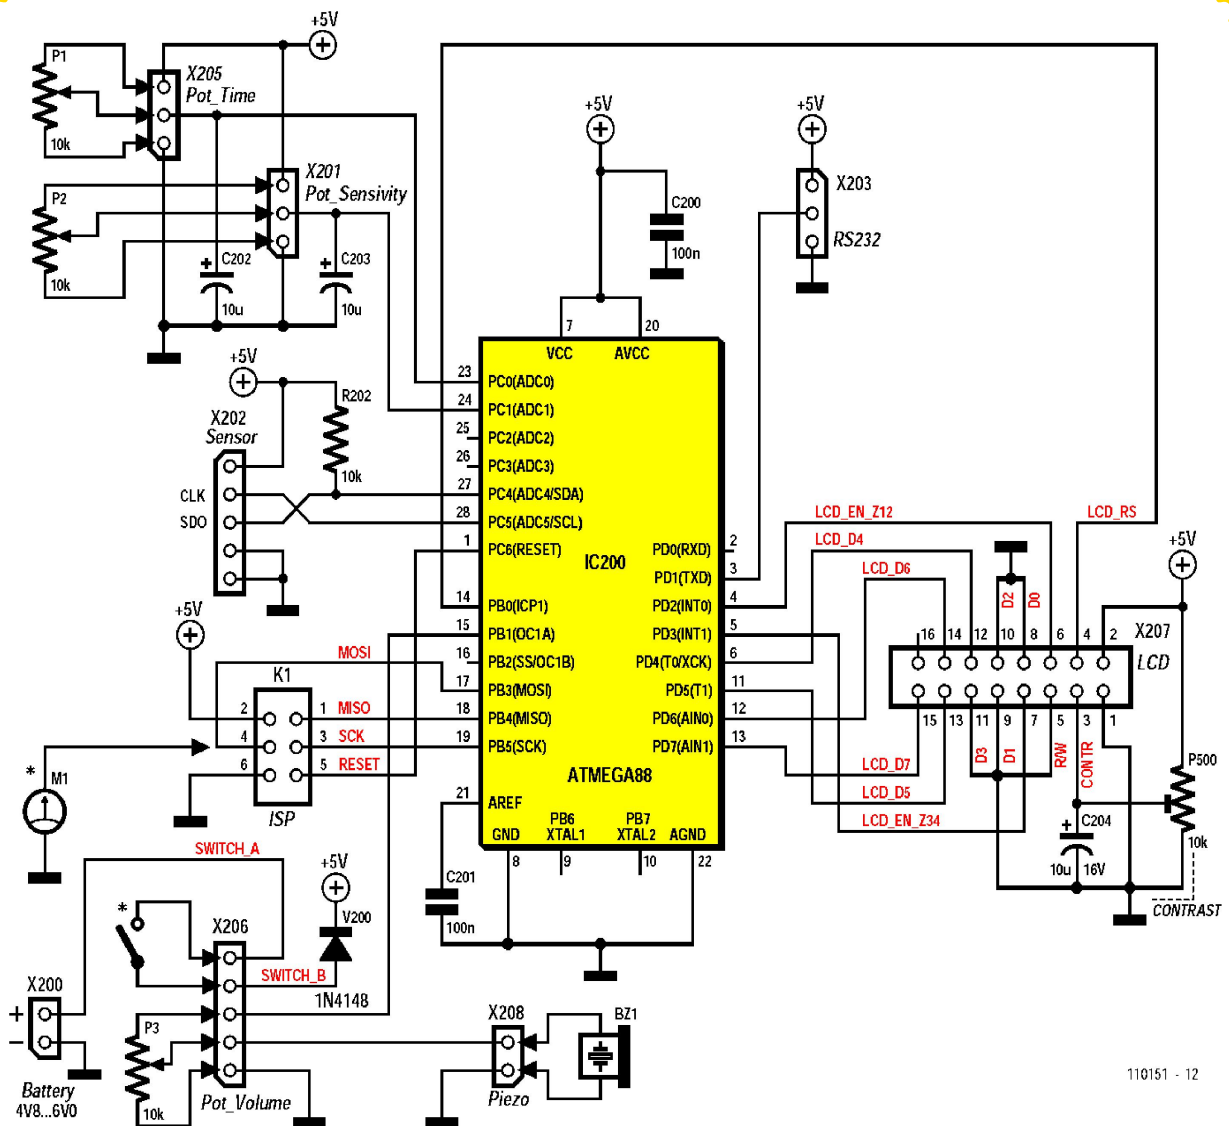 +5V
P1
X205
Pot_Time
10k
+5V
+5V
P2
X201
Pot_Sensivity
C200
X203
100n
RS232
10k
C202
C203
10u
10u
7
20
VCC
AVCC
+5V
23
PC0(ADC0)
R202
24
PC1(ADC1)
X202
25
PC2(ADC2)
Sensor
26
PC3(ADC3)
10k
CLK
27
PC4(ADC4/SDA)
SDO
28
PC5(ADC5/SCL)
LCD_EN_Z12
LCD_RS
1
PC6(RESET)
PD0(RXD)
2
LCD_D4
+5V
IC200
PD1(TXD)
3
LCD_D6
+5V
14
PB0(ICP1)
PD2(INT0)
4
D2
D0
15
PB1(OC1A)
PD3(INT1)
5
16
14
12
10
8
6
4
2
X207
MOSI
16
PB2(SS/OC1B)
PD4(T0/XCK)
6
LCD
K1
17
PB3(MOSI)
PD5(T1)
11
2
1
MISO
18
PB4(MISO)
PD6(AIN0)
12
15
13
11
9
7
5
3
1
4
3
SCK
19
PB5(SCK)
PD7(AIN1)
13
D3
D1
R/W
CONTR
6
5
RESET
LCD_D7
P500
*
M1
ATMEGA88
LCD_D5
21
AREF
ISP
PB6
PB7
LCD_EN_Z34
C204
GND
XTAL1
XTAL2
AGND
10k
SWITCH_A
8
9
10
22
10u
16V
+5V
C201
CONTRAST
*
X206
V200
100n
SWITCH_B
X200
1N4148
+
P3
X208
BZ1
–
Battery
4V8...6V0
10k
Pot_Volume
Piezo
110151 - 12